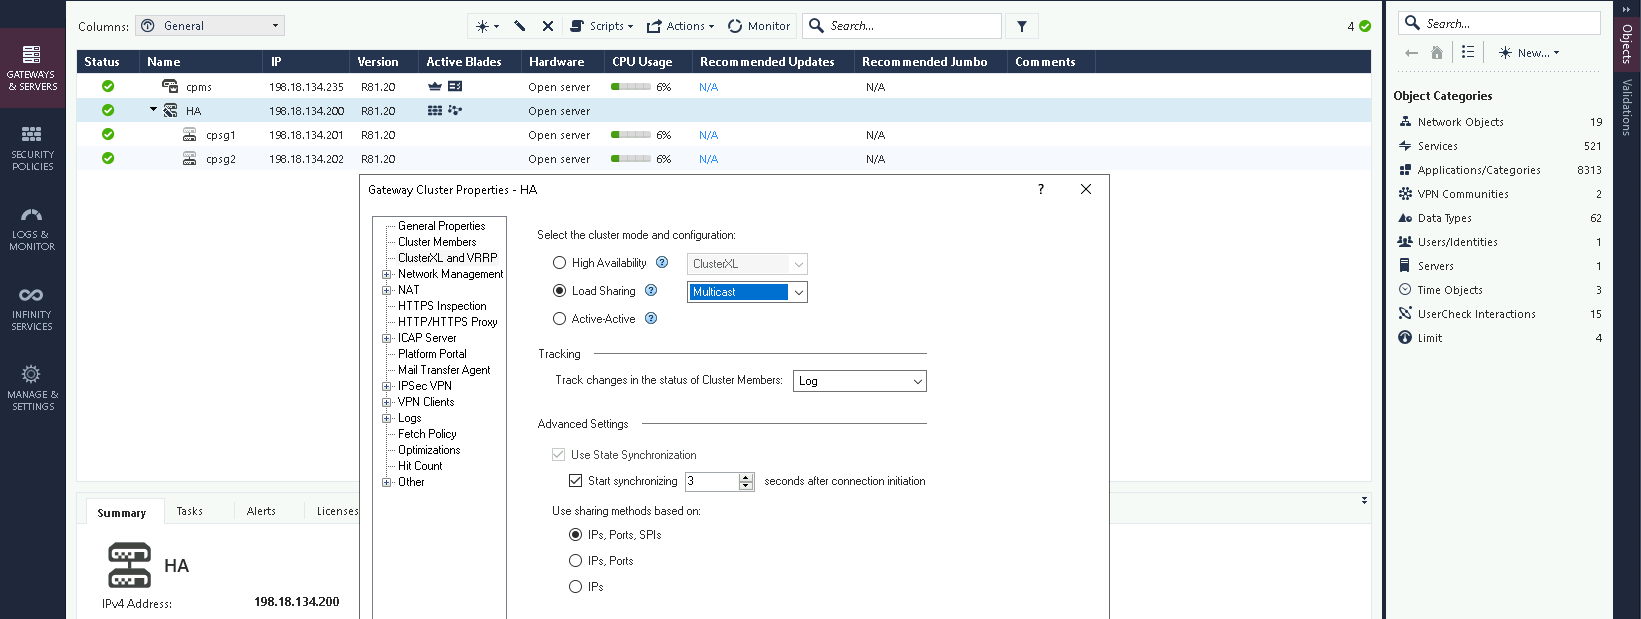 Columns: General
Scripts Actions Monitor Search... 4
Status Name IP Version Active Blades Hardware CPU Usage Recommended Updates Recommended Jumbo Comments
cpms 198.18.134.235 R81.20 Open server 6% N/A N/A
HA 198.18.134.200 R81.20 Open server
cpsg1 198.18.134.201 R81.20 Open server 6% N/A N/A
cpsg2 198.18.134.202 R81.20 Open server 6% N/A N/A
GATEWAYS
& SERVERS
SECURITY
POLICIES
LOGS &
MONITOR
INFINITY
SERVICES
MANAGE &
SETTINGS
Gateway Cluster Properties - HA ?
General Properties
Cluster Members
ClusterXL and VRRP
Network Management
NAT
HTTPS Inspection
HTTP/HTTPS Proxy
ICAP Server
Platform Portal
Mail Transfer Agent
IPSec VPN
VPN Clients
Logs
Fetch Policy
Optimizations
Hit Count
Other
Select the cluster mode and configuration:
High Availability ? ClusterXL
Load Sharing ? Multicast
Active-Active ?
Tracking
Track changes in the status of Cluster Members: Log
Advanced Settings
Use State Synchronization
Start synchronizing 3 seconds after connection initiation
Use sharing methods based on:
IPs, Ports, SPIs
IPs, Ports
IPs
Summary Tasks Alerts Licenses
HA
IPv4 Address: 198.18.134.200
Search...
New...
Object Categories
Network Objects 19
Services 521
Applications/Categories 8313
VPN Communities 2
Data Types 62
Users/Identities 1
Servers 1
Time Objects 3
UserCheck Interactions 15
Limit 4
Objects
Validations